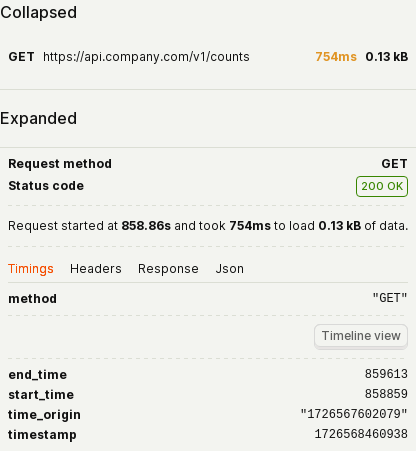 Collapsed
GET https://api.company.com/v1/counts 754ms 0.13 kB
Expanded
Request method GET
Status code 200 OK
Request started at 858.86s and took 754ms to load 0.13 kB of data.
Timings Headers Response Json
method "GET"
Timeline view
end_time 859613
start_time 858859
time_origin "1726567602079"
timestamp 1726568460938